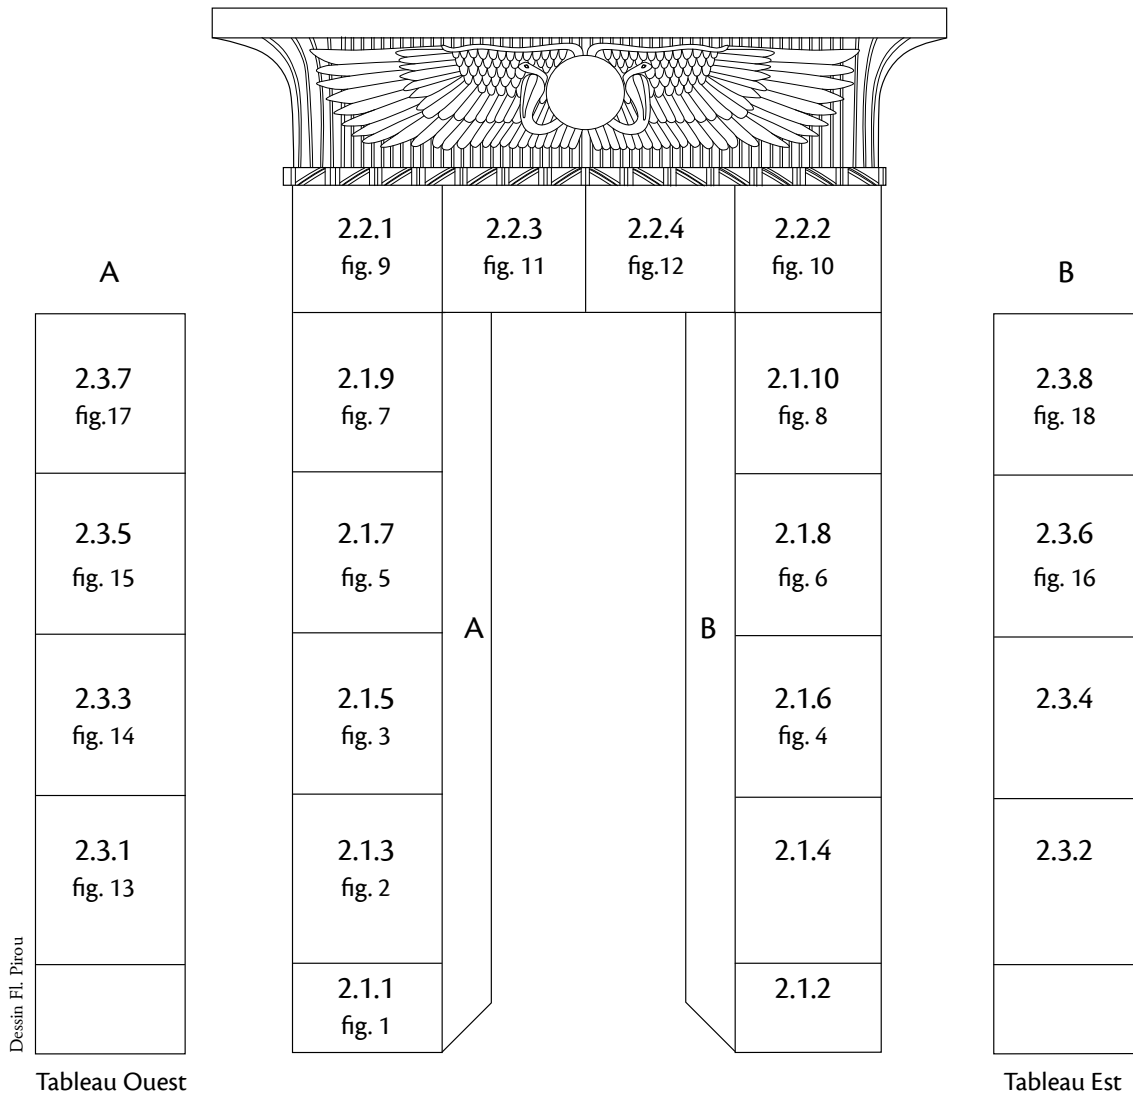 2.2.1
fig. 9
2.2.3
fig. 11
2.2.4
fig.12
2.2.2
fig. 10
A
2.3.7
fig.17
2.3.5
fig. 15
2.3.3
fig. 14
2.3.1
fig. 13
Tableau Ouest
Dessin Fl. Pirou
2.1.9
fig. 7
2.1.7
fig. 5
2.1.5
fig. 3
2.1.3
fig. 2
2.1.1
fig. 1
A
B
2.1.10
fig. 8
2.1.8
fig. 6
2.1.6
fig. 4
2.1.4
2.1.2
B
2.3.8
fig. 18
2.3.6
fig. 16
2.3.4
2.3.2
Tableau Est